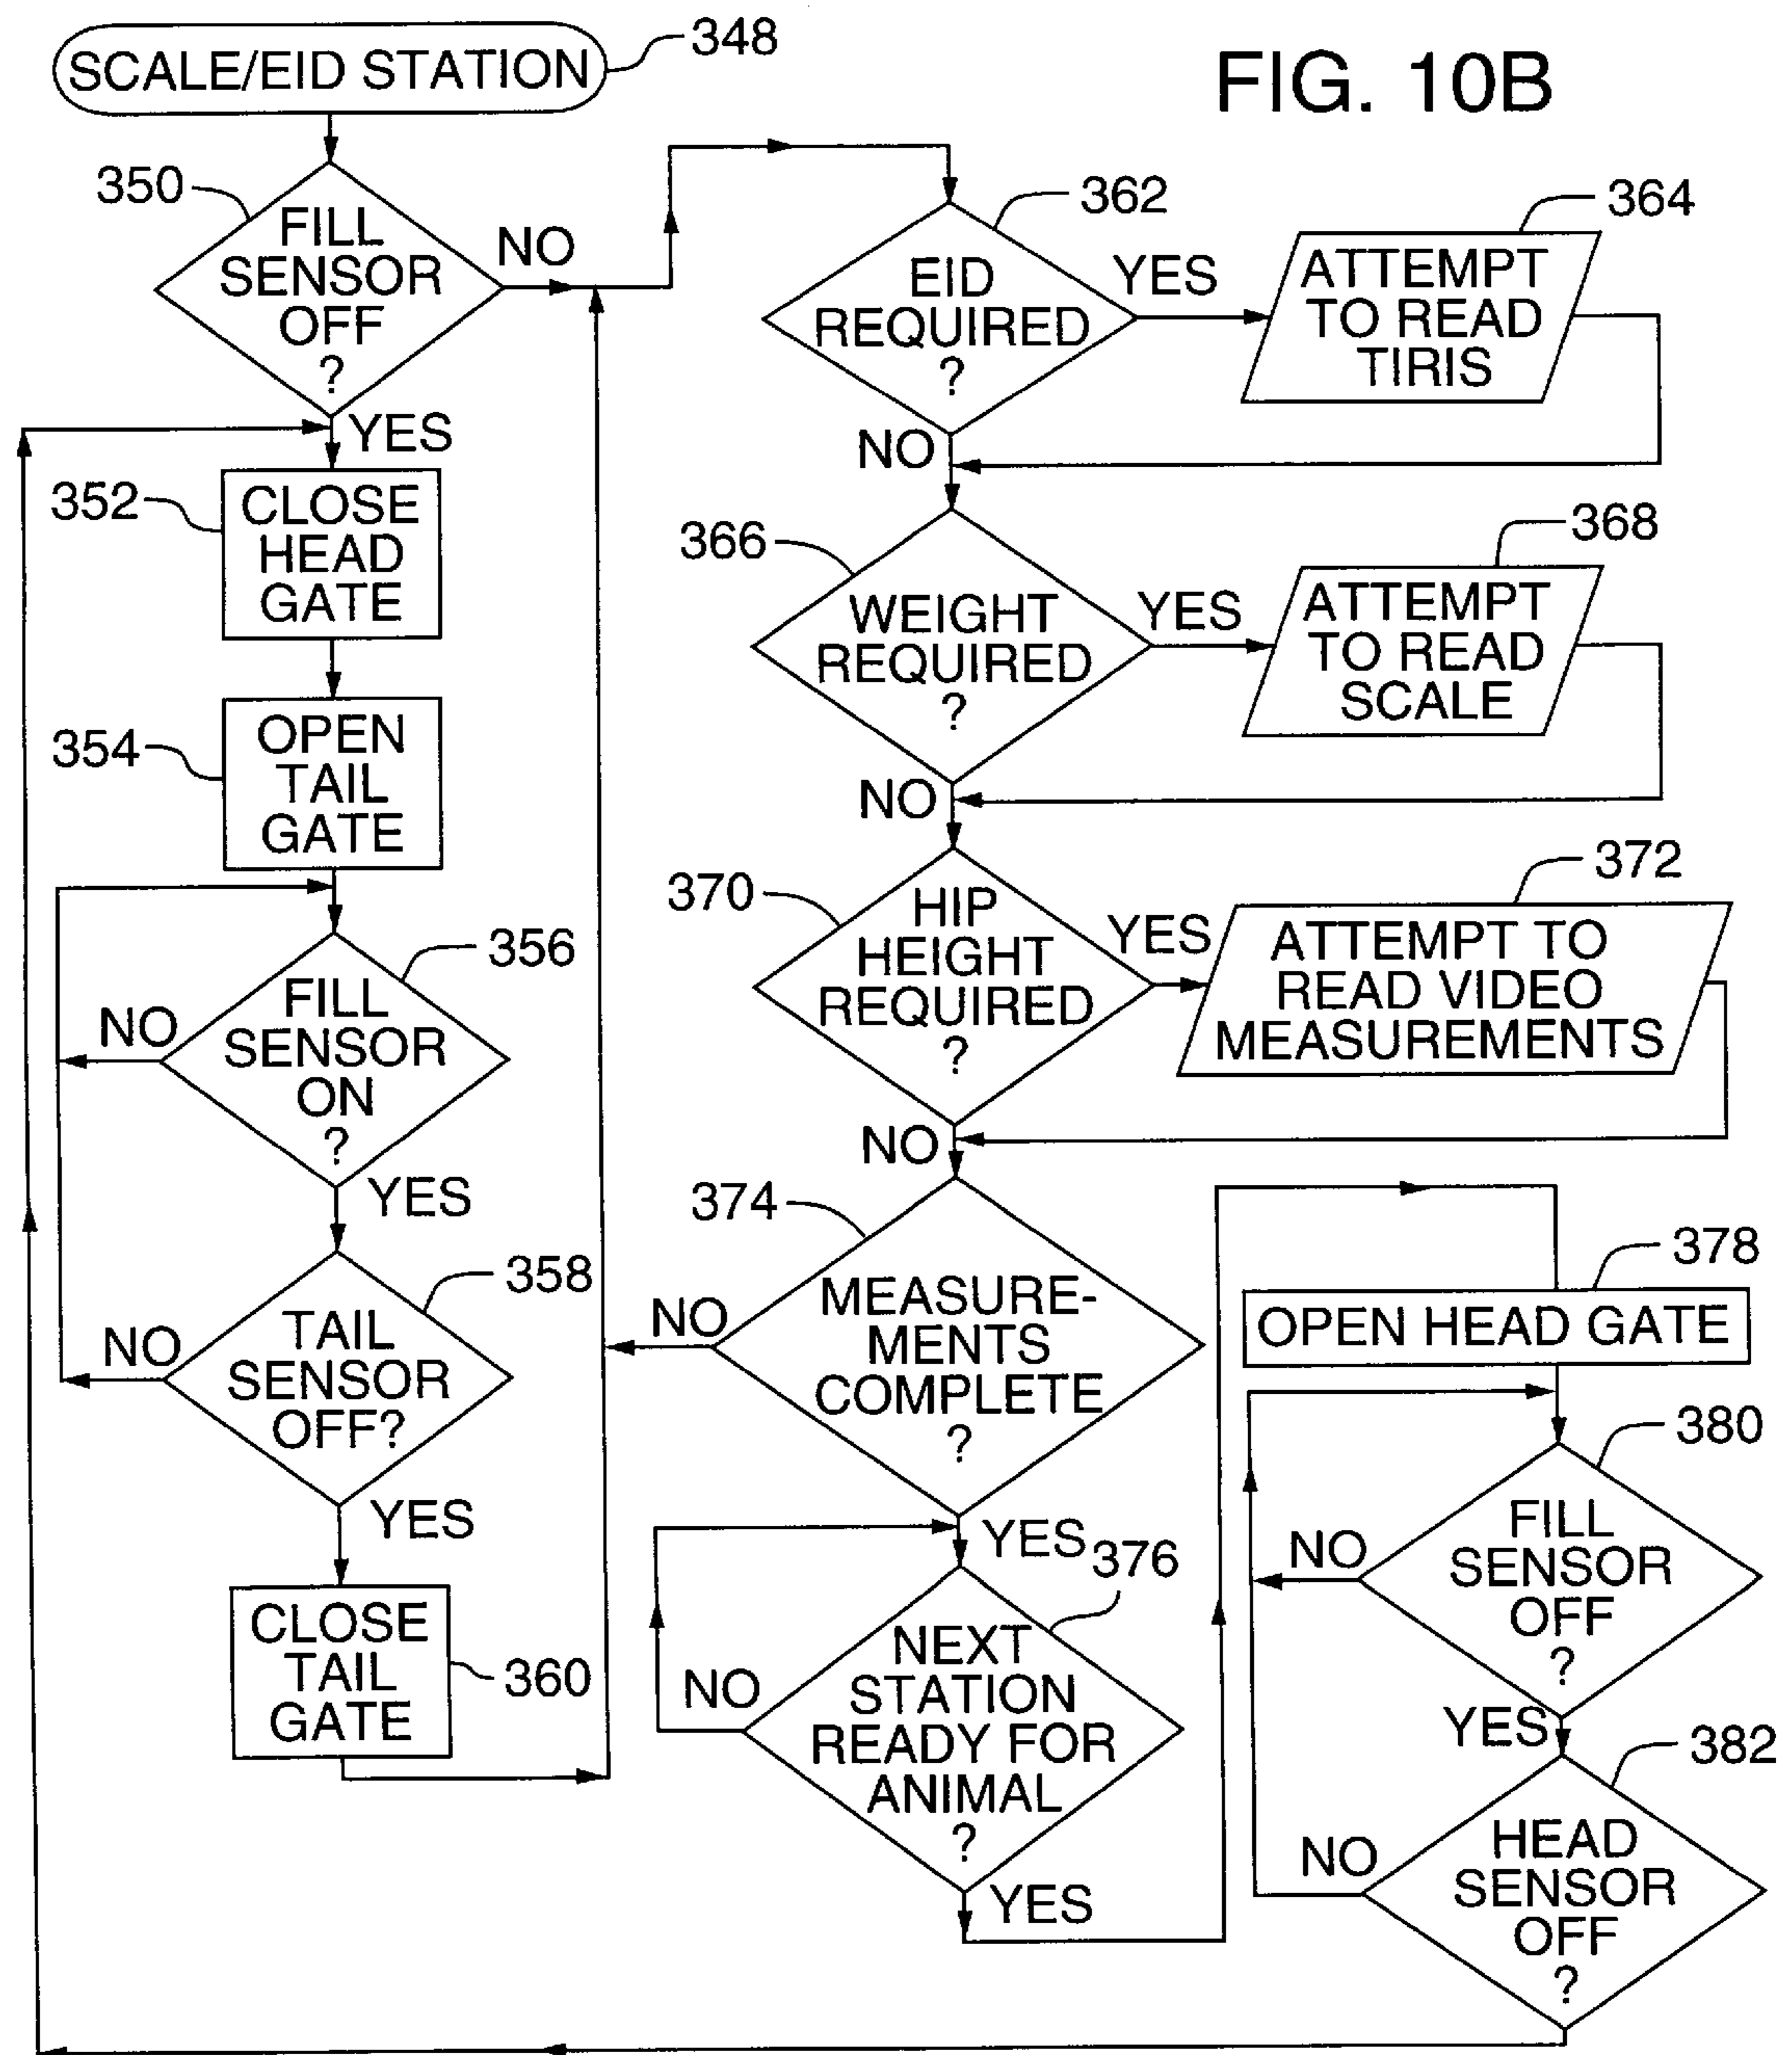 FIG. 10B
SCALE/EID STATION
348
350
FILL
SENSOR
OFF
?
NO
YES
352
CLOSE
HEAD
GATE
354
OPEN
TAIL
GATE
356
FILL
SENSOR
ON
?
NO
YES
358
TAIL
SENSOR
OFF?
NO
YES
CLOSE
TAIL
GATE
360
362
EID
REQUIRED
?
YES
NO
364
ATTEMPT
TO READ
TIRIS
366
WEIGHT
REQUIRED
?
YES
NO
368
ATTEMPT
TO READ
SCALE
370
HIP
HEIGHT
REQUIRED
?
YES
NO
372
ATTEMPT TO
READ VIDEO
MEASUREMENTS
374
MEASURE-
MENTS
COMPLETE
?
NO
YES
376
NEXT
STATION
READY FOR
ANIMAL
?
NO
YES
378
OPEN HEAD GATE
380
FILL
SENSOR
OFF
?
NO
YES
382
HEAD
SENSOR
OFF
?
NO